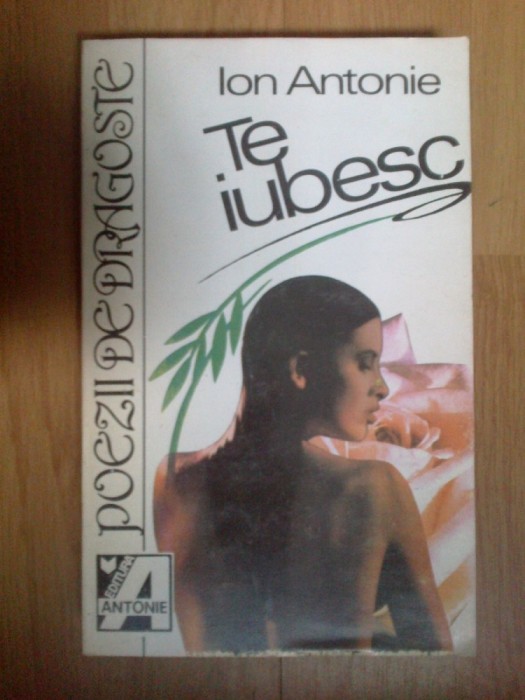 Ion Antonie
Te
iubesc
POEZII DE DRAGOSTE
EDITURA
A
ANTONIE